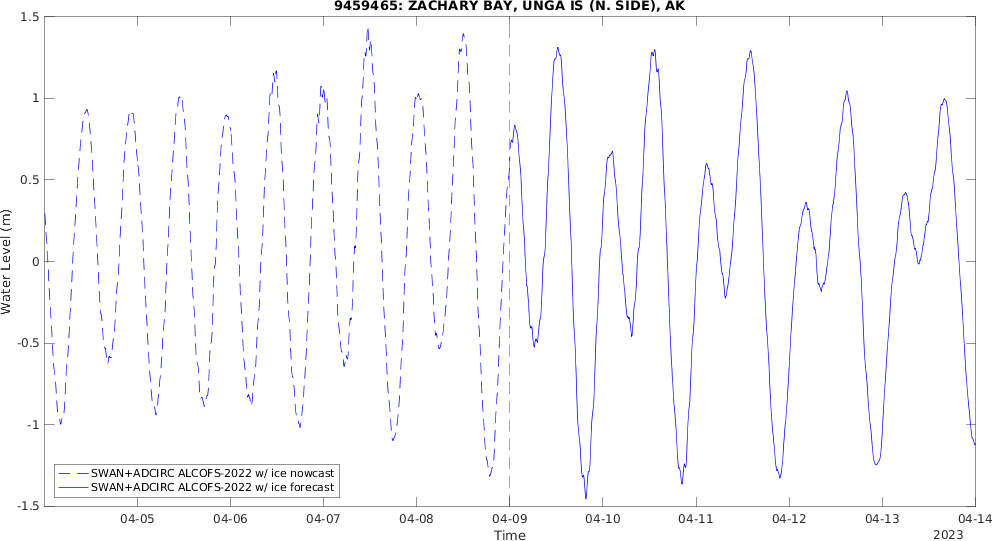 9459465: ZACHARY BAY, UNGA IS (N. SIDE), AK
1.5
1
0.5
0
-0.5
-1
-1.5
Water Level (m)
SWAN+ADCIRC ALCOFS-2022 w/ ice nowcast
SWAN+ADCIRC ALCOFS-2022 w/ ice forecast
04-05 04-06 04-07 04-08 04-09 04-10 04-11 04-12 04-13 04-14
Time
2023